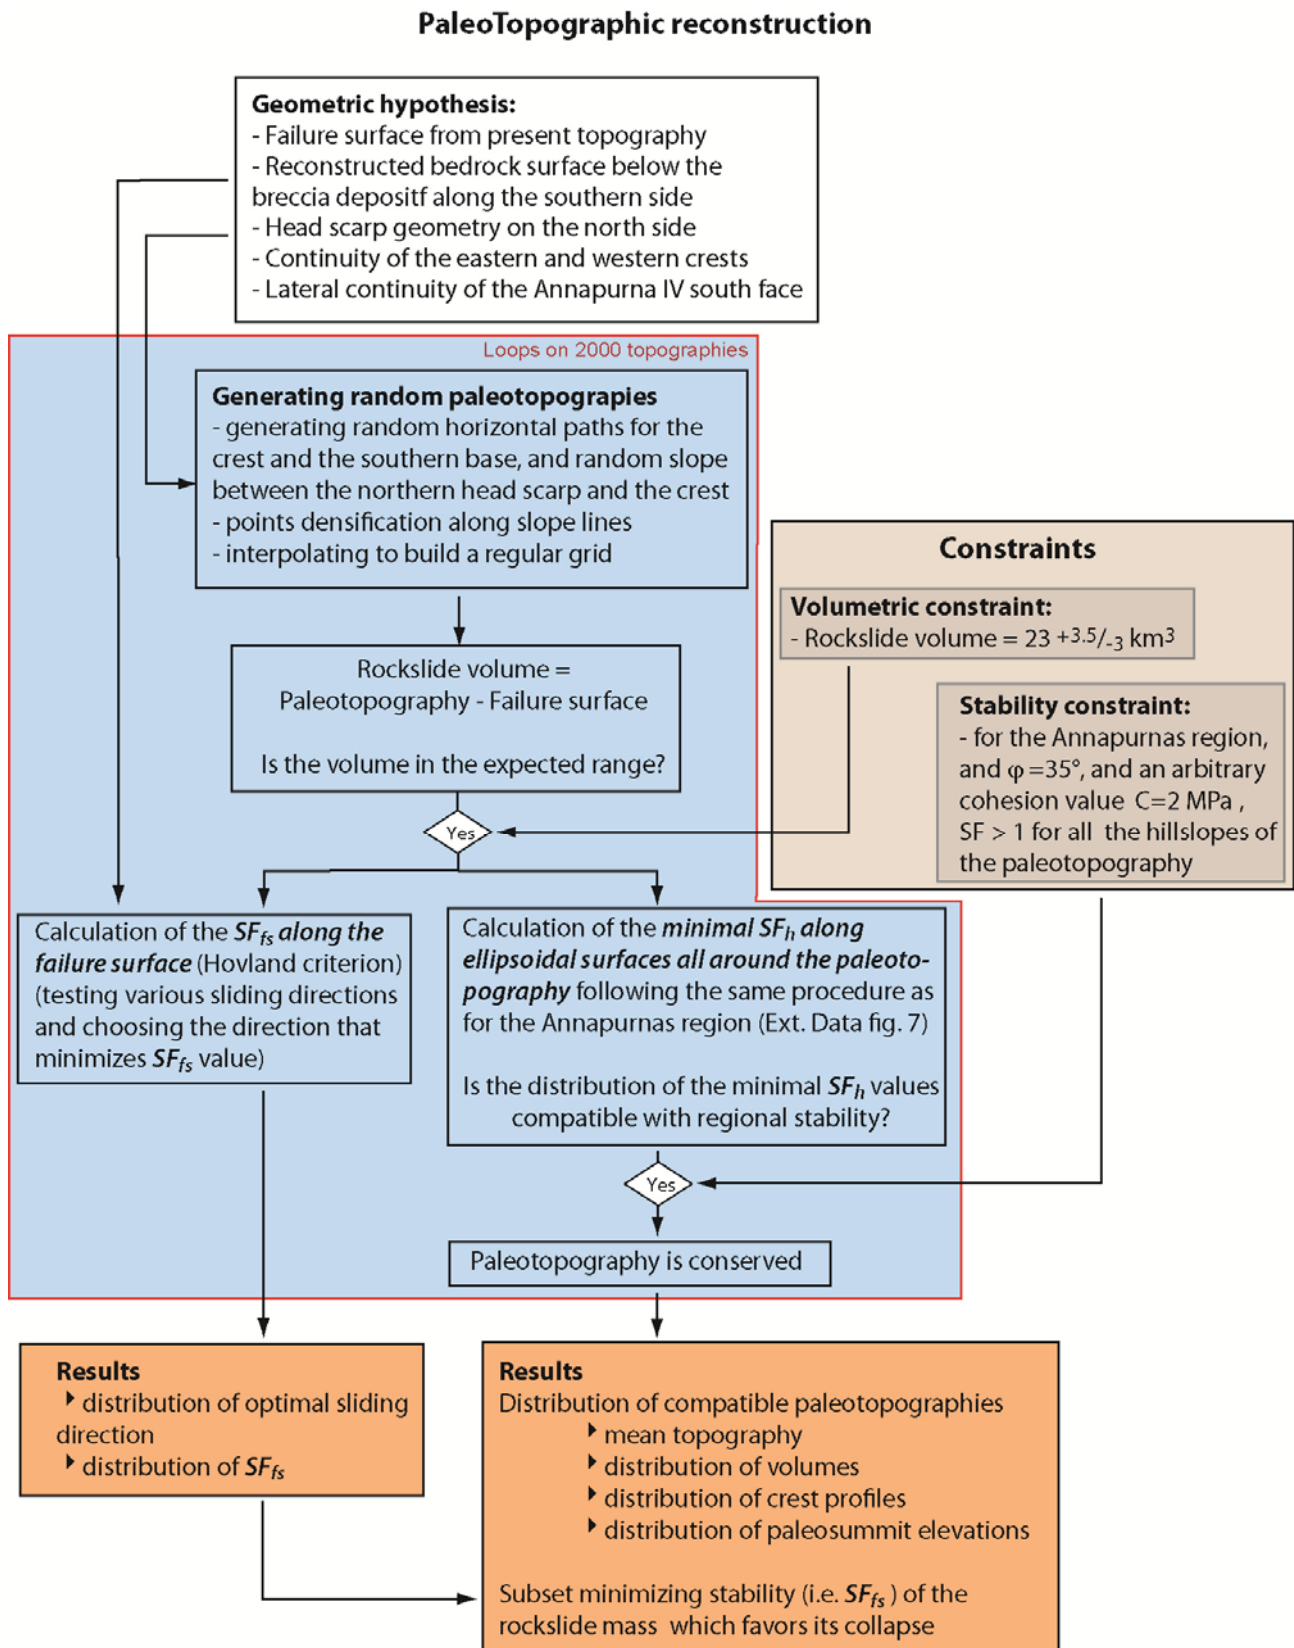 PaleoTopographic reconstruction
Geometric hypothesis:
- Failure surface from present topography
- Reconstructed bedrock surface below the
breccia depositf along the southern side
- Head scarp geometry on the north side
- Continuity of the eastern and western crests
- Lateral continuity of the Annapurna IV south face
Loops on 2000 topographies
Generating random paleotopograpies
- generating random horizontal paths for the
crest and the southern base, and random slope
between the northern head scarp and the crest
- points densification along slope lines
- interpolating to build a regular grid
Constraints
Volumetric constraint:
- Rockslide volume = 23 +3.5/-3 km3
Stability constraint:
- for the Annapurnas region,
and φ =35°, and an arbitrary
cohesion value C=2 MPa ,
SF > 1 for all the hillslopes of
the paleotopography
Rockslide volume =
Paleotopography - Failure surface
Is the volume in the expected range?
Yes
Calculation of the SFfs along the
failure surface (Hovland criterion)
(testing various sliding directions
and choosing the direction that
minimizes SFfs value)
Calculation of the minimal SFh along
ellipsoidal surfaces all around the paleoto-
pography following the same procedure as
for the Annapurnas region (Ext. Data fig. 7)
Is the distribution of the minimal SFh values
compatible with regional stability?
Yes
Paleotopography is conserved
Results
distribution of optimal sliding
direction
distribution of SFfs
Results
Distribution of compatible paleotopographies
mean topography
distribution of volumes
distribution of crest profiles
distribution of paleosummit elevations
Subset minimizing stability (i.e. SFfs ) of the
rockslide mass which favors its collapse